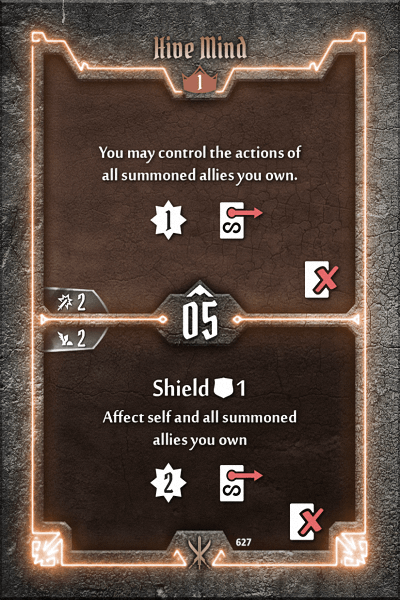 Hive Mind
1
You may control the actions of
all summoned allies you own.
1
2
05
2
Shield 1
Affect self and all summoned
allies you own
2
627